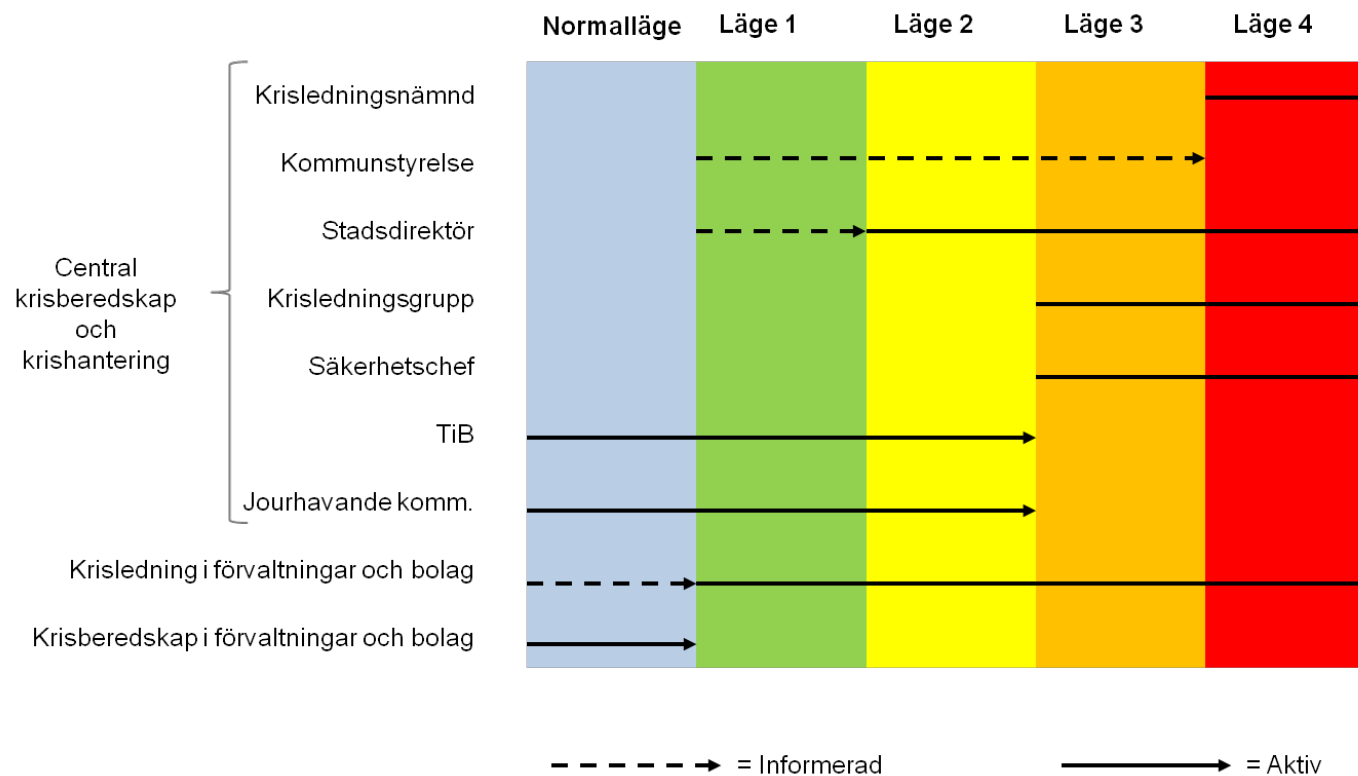 Normalläge Läge 1 Läge 2 Läge 3 Läge 4
Krisledningsnämnd
Kommunstyrelse
Stadsdirektör
Krisledningsgrupp
Säkerhetschef
TiB
Jourhavande komm.
Central
krisberedskap
och
krishantering
Krisledning i förvaltningar och bolag
Krisberedskap i förvaltningar och bolag
= Informerad = Aktiv